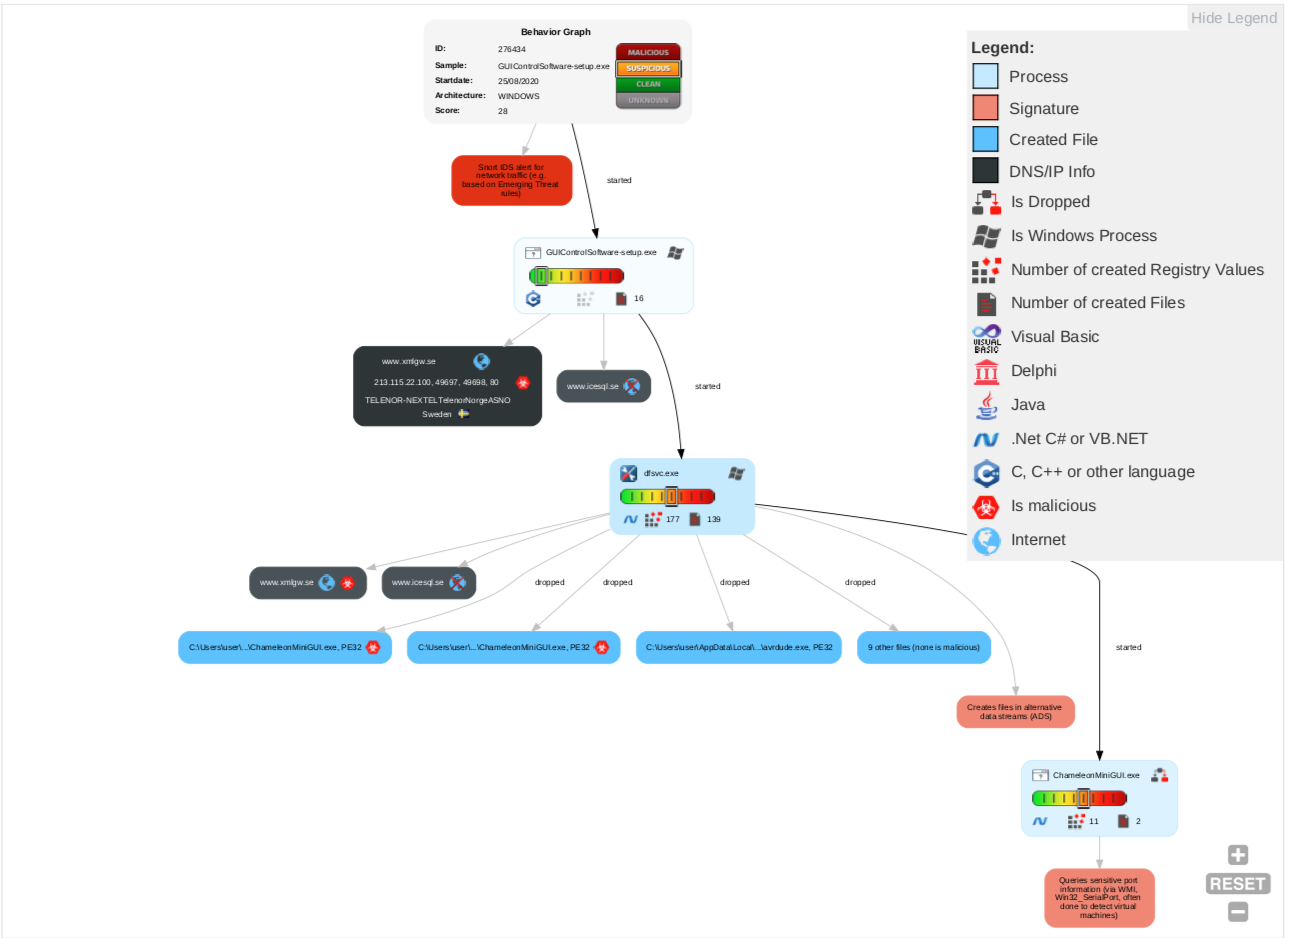 Hide Legend
Behavior Graph
ID: 276434
Sample: GUIControlSoftware-setup.exe
Startdate: 25/08/2020
Architecture: WINDOWS
Score: 28
MALICIOUS
SUSPICIOUS
CLEAN
UNKNOWN
Legend:
Process
Signature
Created File
DNS/IP Info
Is Dropped
Is Windows Process
Number of created Registry Values
Number of created Files
VISUAL
BASIC
Visual Basic
Delphi
Java
.Net C# or VB.NET
C, C++ or other language
Is malicious
Internet
Snort IDS alert for
network traffic (e.g.
based on Emerging Threat
rules)
started
GUIControlSoftware-setup.exe
16
www.xmlgw.se
213.115.22.100, 49697, 49698, 80
TELENOR-NEXTELTelenorNorgeASNO
Sweden
www.icesql.se
started
dfsvc.exe
177
139
www.xmlgw.se
www.icesql.se
dropped
dropped
dropped
dropped
C:\Users\user\...\ChameleonMiniGUI.exe, PE32
C:\Users\user\...\ChameleonMiniGUI.exe, PE32
C:\Users\user\AppData\Local\...\avrdude.exe, PE32
9 other files (none is malicious)
started
Creates files in alternative
data streams (ADS)
ChameleonMiniGUI.exe
11
2
Queries sensitive port
information (via WMI,
Win32_SerialPort, often
done to detect virtual
machines)
RESET